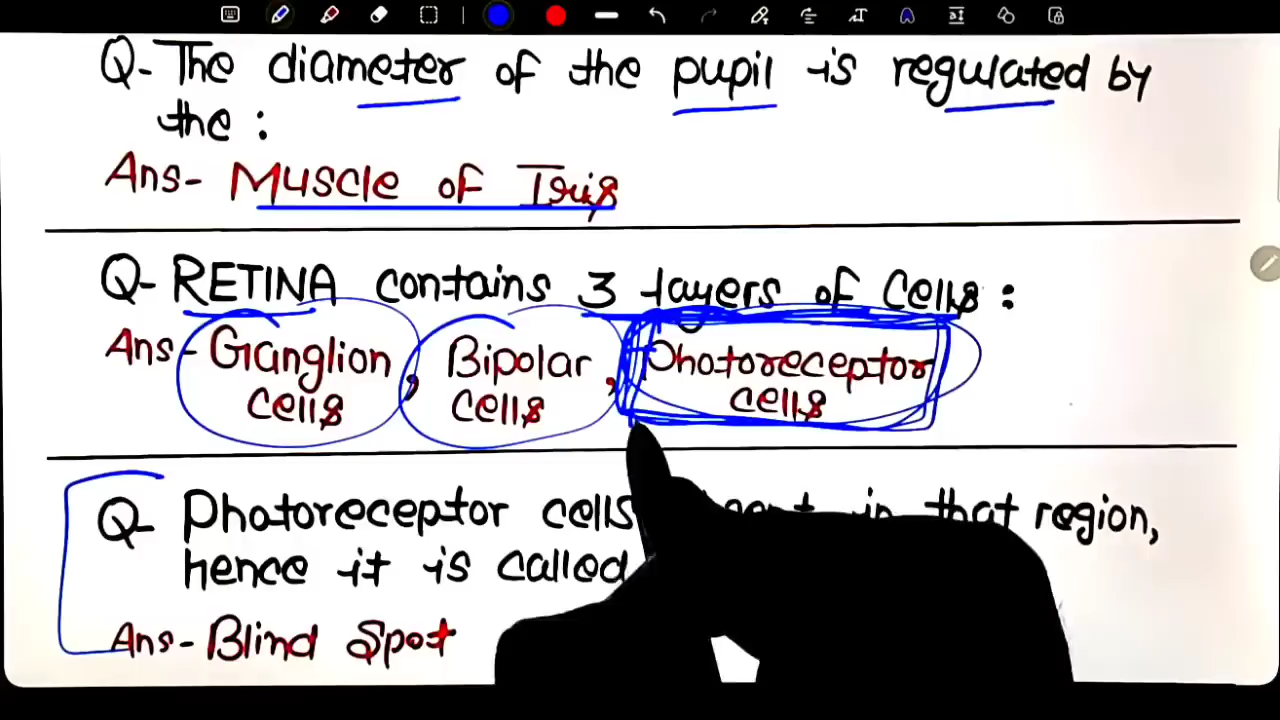 Q- The diameter of the pupil is regulated by
the :
Ans- Muscle of Iris
Q- RETINA contains 3 layers of cells :
Ans- Ganglion cells, Bipolar cells, Photoreceptor cells
Q- Photoreceptor cells in that region,
hence it is called
Ans- Blind Spot